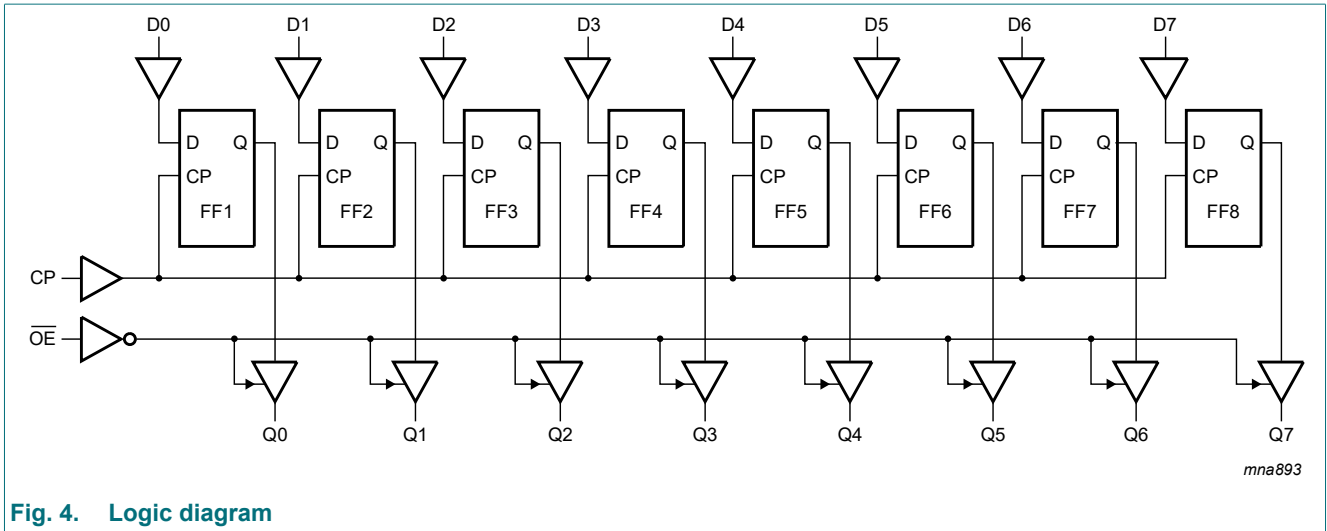 D0 D1 D2 D3 D4 D5 D6 D7
D Q D Q D Q D Q D Q D Q D Q D Q
CP CP CP CP CP CP CP CP
FF1 FF2 FF3 FF4 FF5 FF6 FF7 FF8
CP
O̅E̅
Q0 Q1 Q2 Q3 Q4 Q5 Q6 Q7
mna893
Fig. 4. Logic diagram